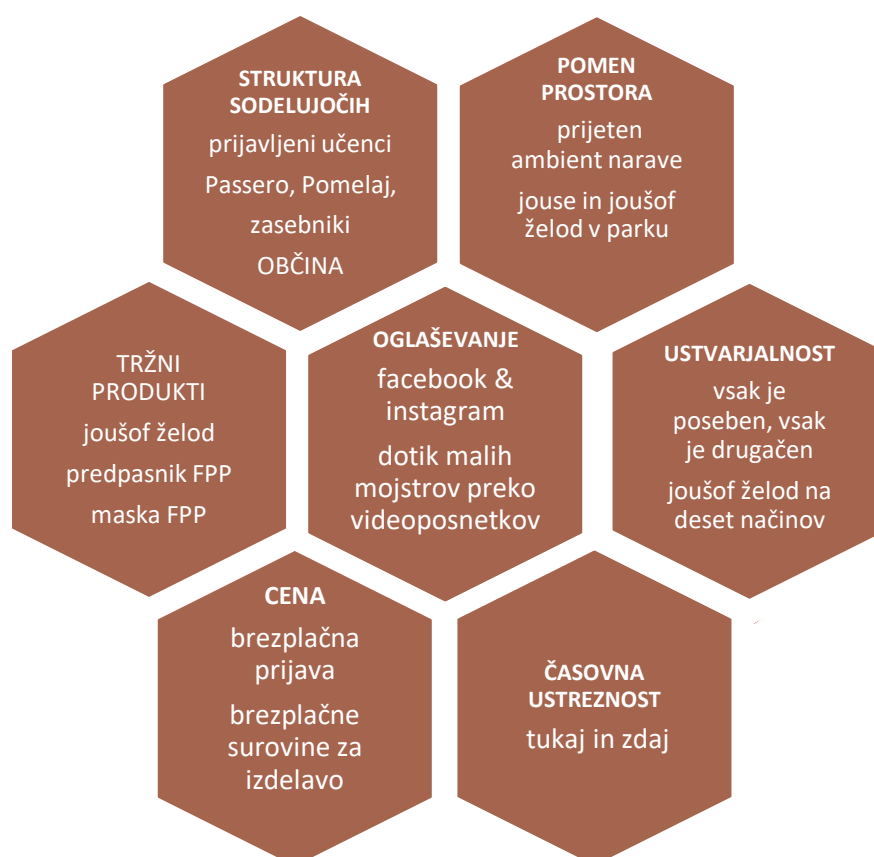 STRUKTURA
SODELUJOČIH
prijavljeni učenci
Passero, Pomelaj,
zasebniki
OBČINA
POMEN
PROSTORA
prijeten
ambient narave
jouse in joušof
želod v parku
TRŽNI
PRODUKTI
joušof želod
predpasnik FPP
maska FPP
OGLAŠEVANJE
facebook &
instagram
dotik malih
mojstrov preko
videoposnetkov
USTVARJALNOST
vsak je
poseben, vsak
je drugačen
joušof želod na
deset načinov
CENA
brezplačna
prijava
brezplačne
surovine za
izdelavo
ČASOVNA
USTREZNOST
tukaj in zdaj